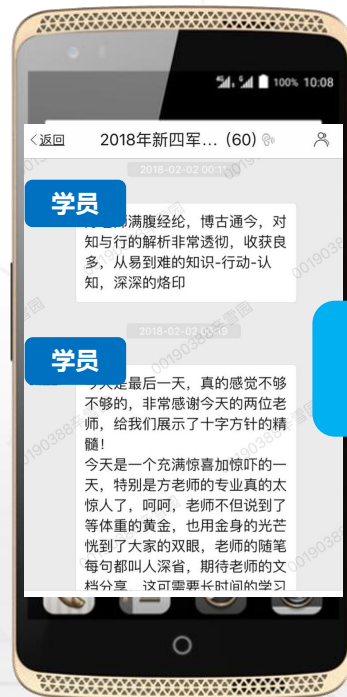 100% 10:08
返回 2018年新四军... (60)
2018-02-02 00:11
学员
满腹经纶，博古通今，对
知与行的解析非常透彻，收获良
多，从易到难的知识-行动-认
知，深深的烙印
2018-02-02 00:19
学员
今天是最后一天，真的感觉不够
不够的，非常感谢今天的两位老
师，给我们展示了十字方针的精
髓！
今天是一个充满惊喜加惊吓的一
天，特别是方老师的专业真的太
惊人了，呵呵，老师不但说到了
等体重的黄金，也用金身的光芒
恍到了大家的双眼，老师的随笔
每句都叫人深省，期待老师的文
档分享，这可需要长时间的学习